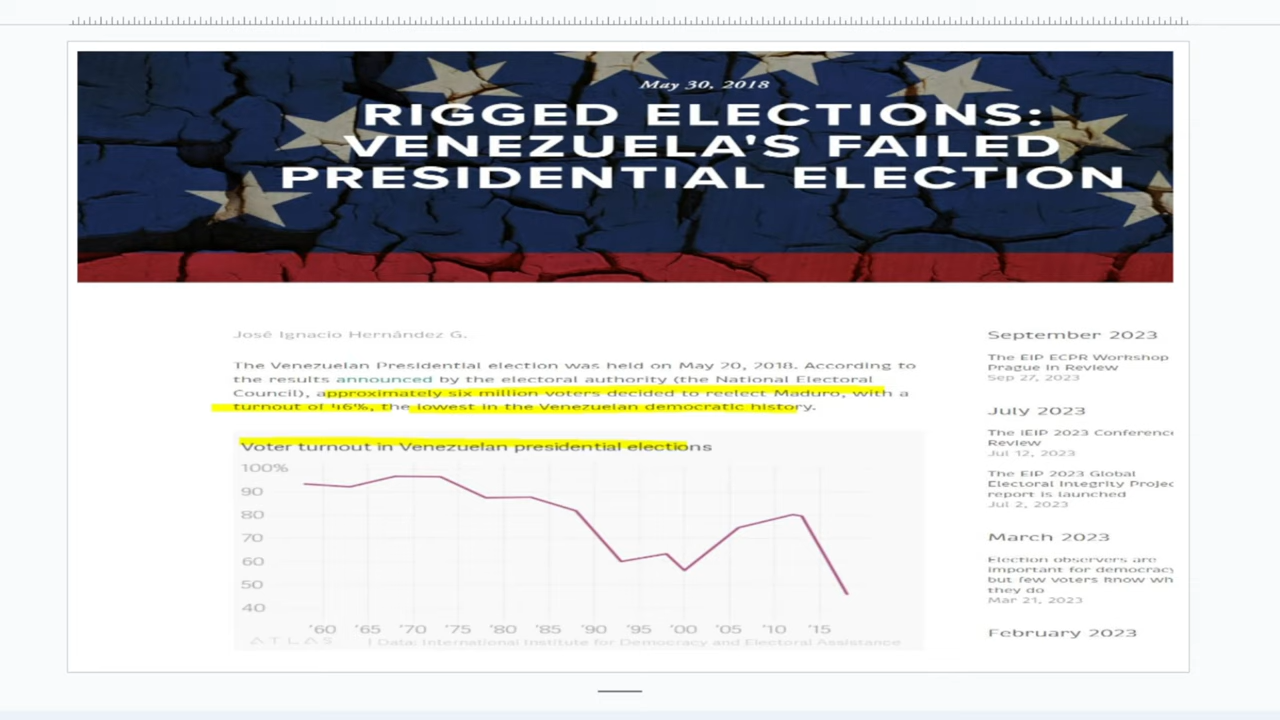 May 30, 2018
RIGGED ELECTIONS:
VENEZUELA'S FAILED
PRESIDENTIAL ELECTION
José Ignacio Hernández G.
The Venezuelan Presidential election was held on May 20, 2018. According to
the results announced by the electoral authority (the National Electoral
Council), approximately six million voters decided to reelect Maduro, with a
turnout of 46%, the lowest in the Venezuelan democratic history.
Voter turnout in Venezuelan presidential elections
100%
90
80
70
60
50
40
'60 '65 '70 '75 '80 '85 '90 '95 '00 '05 '10 '15
ATLAS | Data: International Institute for Democracy and Electoral Assistance
September 2023
The EIP ECPR Workshop
Prague in Review
Sep 27, 2023
July 2023
The iEIP 2023 Conference
Review
Jul 12, 2023
The EIP 2023 Global
Electoral Integrity Projec
report is launched
Jul 2, 2023
March 2023
Election observers are
important for democracy
but few voters know wh
they do
Mar 21, 2023
February 2023